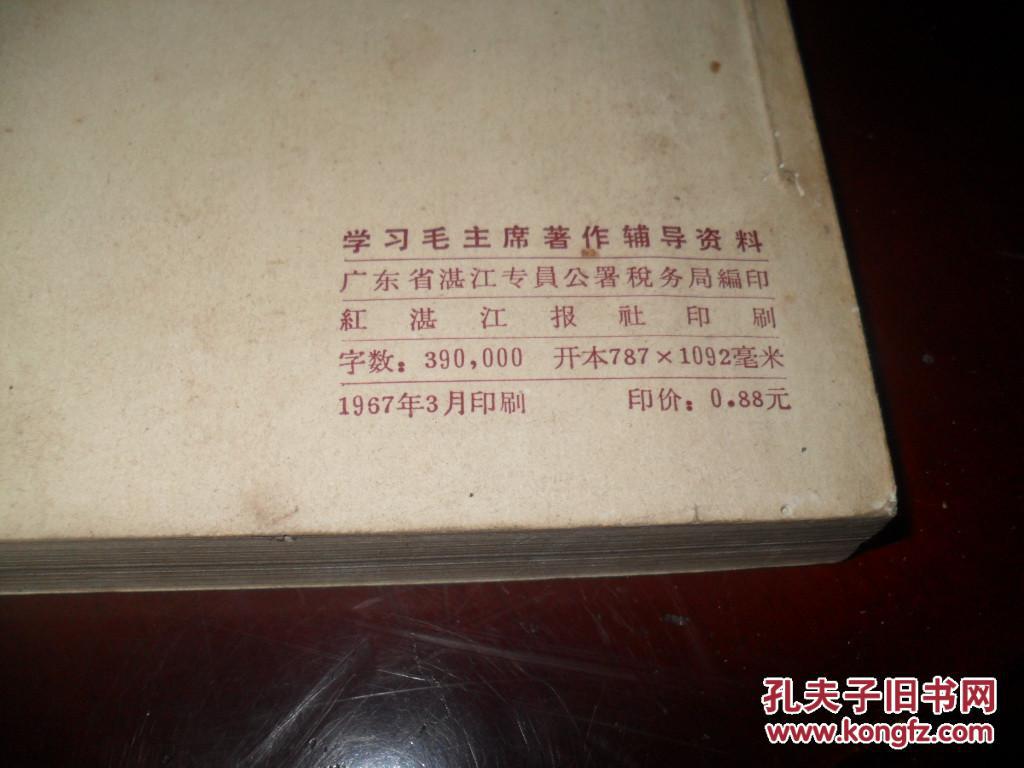 学习毛主席著作辅导资料
广东省湛江专員公署稅务局編印
紅湛江报社印刷
字数：390,000 开本787×1092毫米
1967年3月印刷 印价：0.88元
孔夫子旧书网
www.kongfz.com